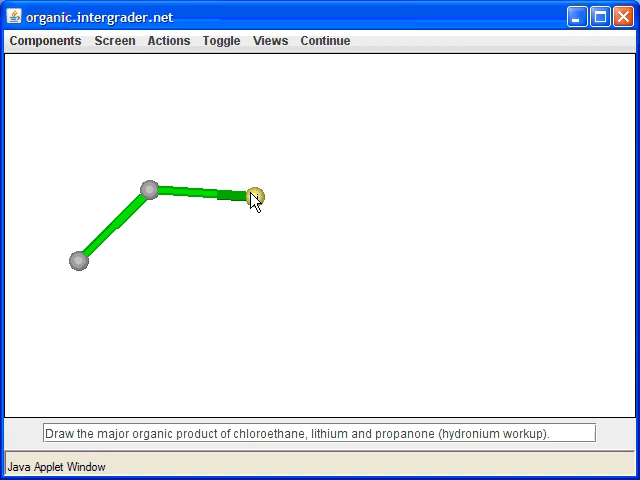 organic.intergrader.net
Components Screen Actions Toggle Views Continue
Draw the major organic product of chloroethane, lithium and propanone (hydronium workup).
Java Applet Window